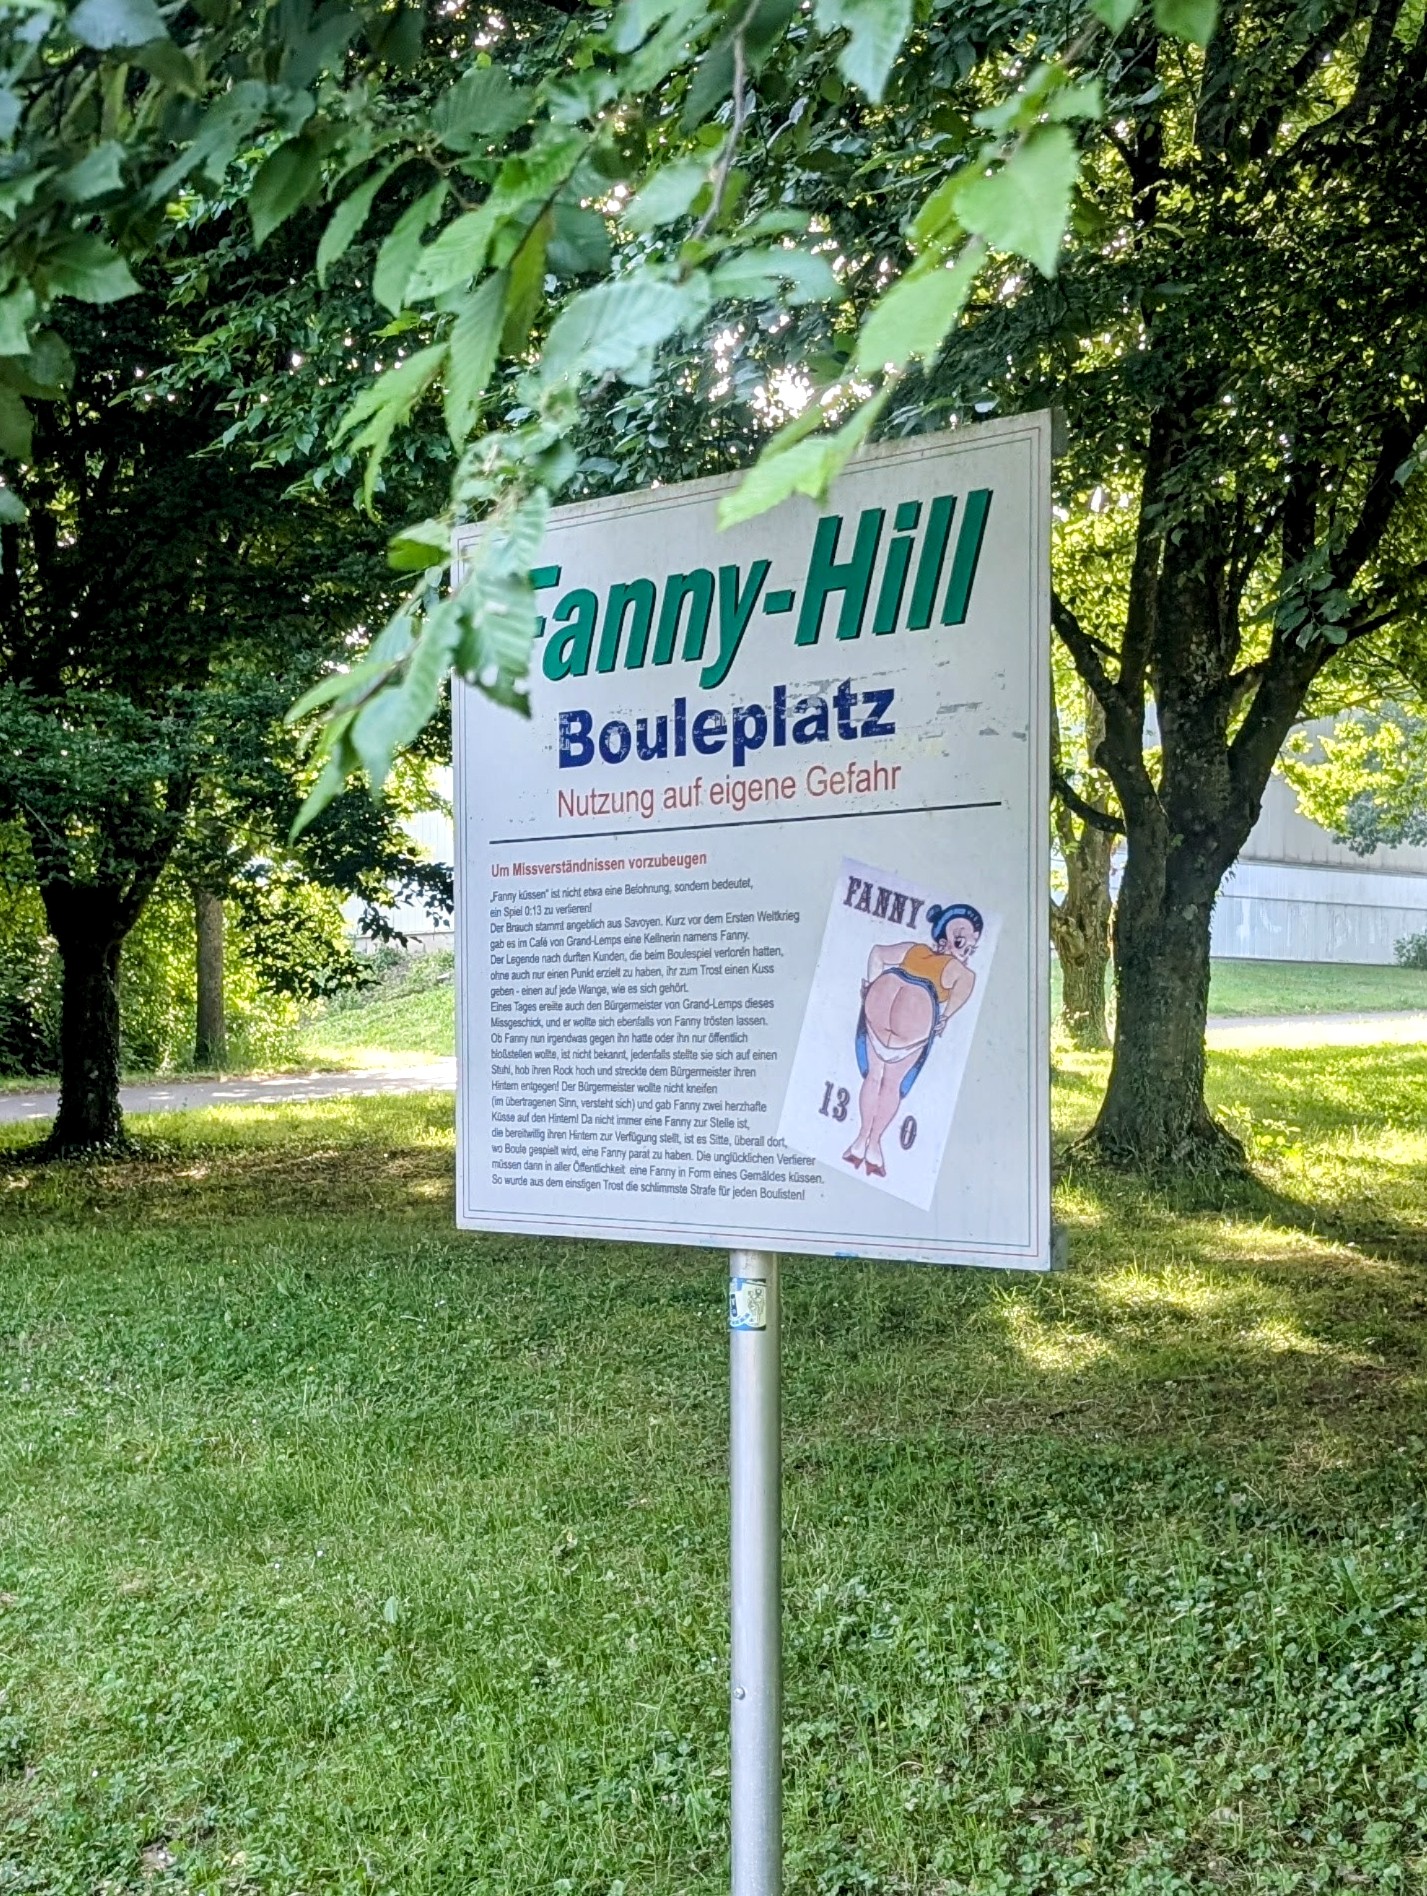 Fanny-Hill
Bouleplatz
Nutzung auf eigene Gefahr
Um Missverständnissen vorzubeugen
„Fanny küssen“ ist nicht etwa eine Belohnung, sondern bedeutet,
ein Spiel 0:13 zu verlieren!
Der Brauch stammt angeblich aus Savoyen. Kurz vor dem Ersten Weltkrieg
gab es im Café von Grand-Lemps eine Kellnerin namens Fanny.
Der Legende nach durften Kunden, die beim Boulespiel verloren hatten,
ohne auch nur einen Punkt erzielt zu haben, ihr zum Trost einen Kuss
geben - einen auf jede Wange, wie es sich gehört.
Eines Tages ereilte auch den Bürgermeister von Grand-Lemps dieses
Missgeschick, und er wollte sich ebenfalls von Fanny trösten lassen.
Ob Fanny nun irgendwas gegen ihn hatte oder ihn nur öffentlich
bloßstellen wollte, ist nicht bekannt, jedenfalls stellte sie sich auf einen
Stuhl, hob ihren Rock hoch und streckte dem Bürgermeister ihren
Hintern entgegen! Der Bürgermeister wollte nicht kneifen
(im übertragenen Sinn, versteht sich) und gab Fanny zwei herzhafte
Küsse auf den Hintern! Da nicht immer eine Fanny zur Stelle ist,
die bereitwillig ihren Hintern zur Verfügung stellt, ist es Sitte, überall dort,
wo Boule gespielt wird, eine Fanny parat zu haben. Die unglücklichen Verlierer
müssen dann in aller Öffentlichkeit eine Fanny in Form eines Gemäldes küssen.
So wurde aus dem einstigen Trost die schlimmste Strafe für jeden Boulisten!
FANNY
13 0